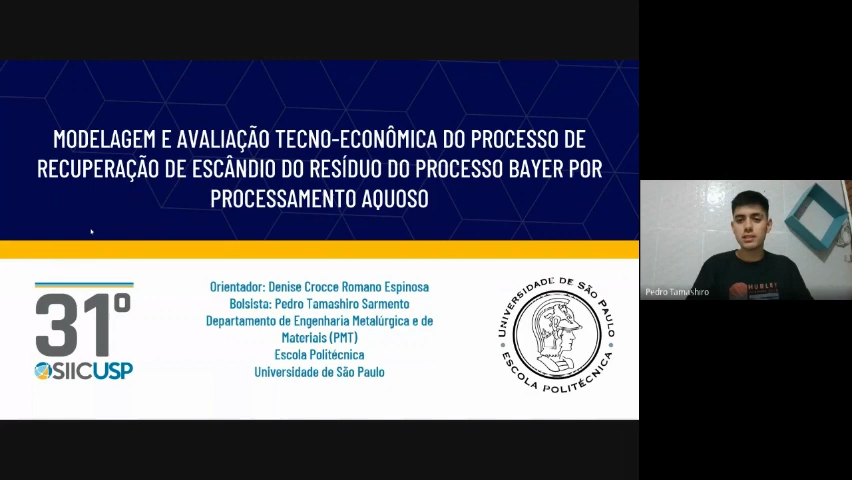 MODELAGEM E AVALIAÇÃO TECNO-ECONÔMICA DO PROCESSO DE
RECUPERAÇÃO DE ESCÂNDIO DO RESÍDUO DO PROCESSO BAYER POR
PROCESSAMENTO AQUOSO
Orientador: Denise Crocce Romano Espinosa
Bolsista: Pedro Tamashiro Sarmento
Departamento de Engenharia Metalúrgica e de
Materiais (PMT)
Escola Politécnica
Universidade de São Paulo
31º
SIICUSP
UNIVERSIDADE DE SÃO PAULO
ESCOLA POLITÉCNICA
Pedro Tamashiro
HURLEY